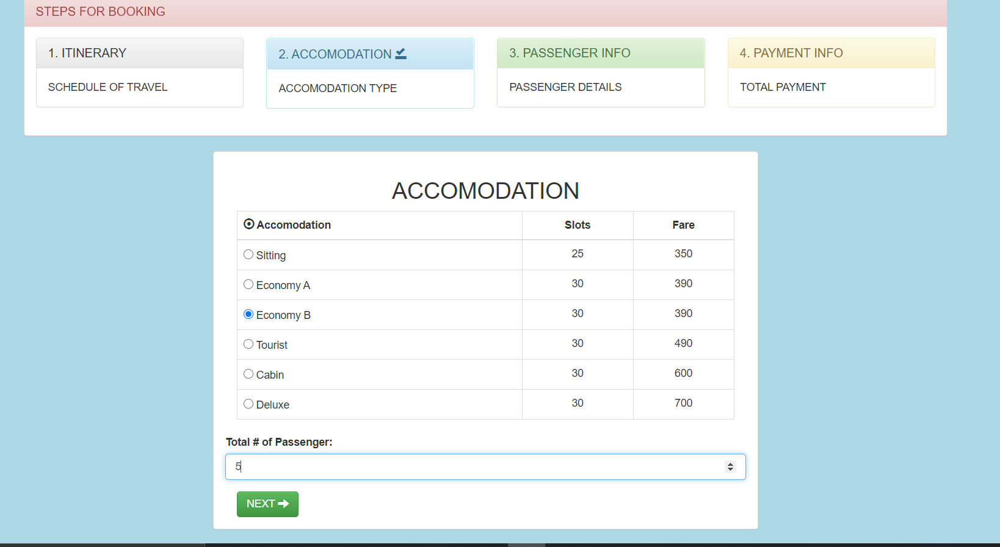 STEPS FOR BOOKING
1. ITINERARY
SCHEDULE OF TRAVEL
2. ACCOMODATION
ACCOMODATION TYPE
3. PASSENGER INFO
PASSENGER DETAILS
4. PAYMENT INFO
TOTAL PAYMENT
ACCOMODATION
Accomodation Slots Fare
Sitting 25 350
Economy A 30 390
Economy B 30 390
Tourist 30 490
Cabin 30 600
Deluxe 30 700
Total # of Passenger:
5
NEXT